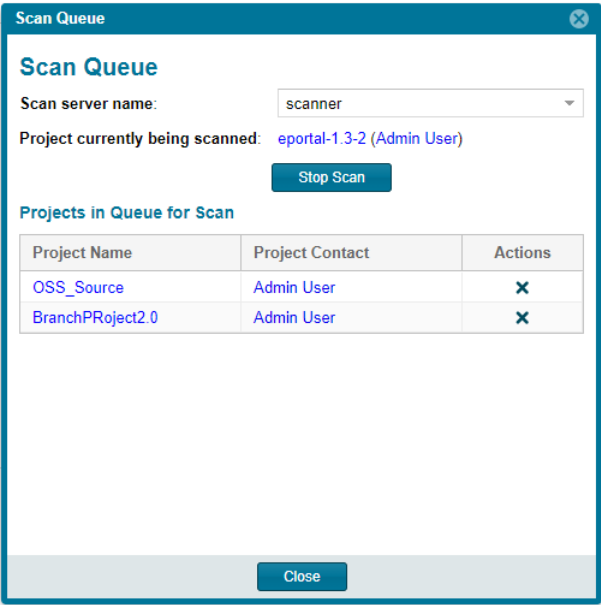 Scan Queue
Scan Queue
Scan server name: scanner
Project currently being scanned: eportal-1.3-2 (Admin User)
Stop Scan
Projects in Queue for Scan
Project Name Project Contact Actions
OSS_Source Admin User
BranchPRoject2.0 Admin User
Close